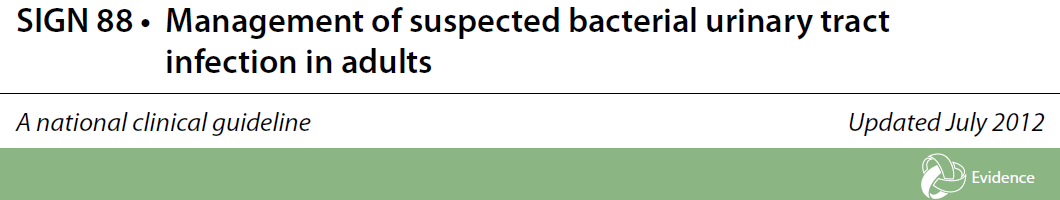 SIGN 88 • Management of suspected bacterial urinary tract
infection in adults
A national clinical guideline Updated July 2012
Evidence